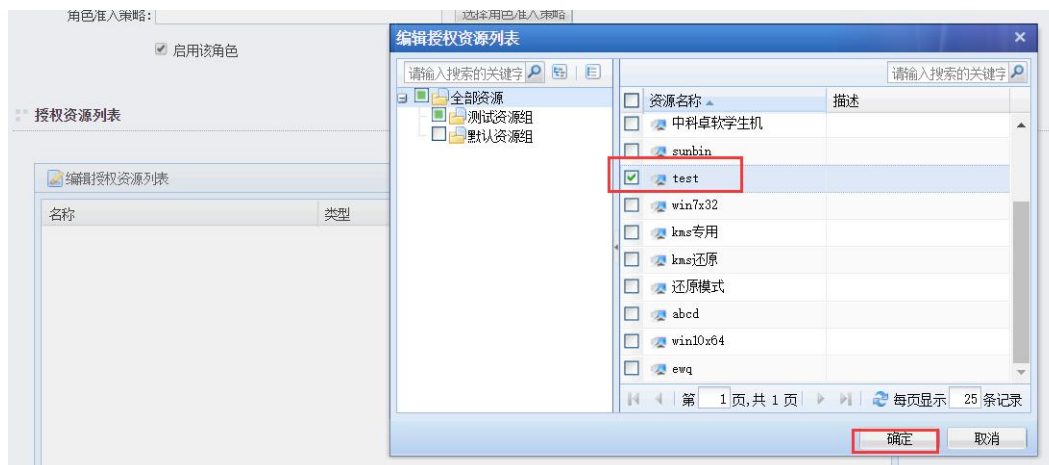 角色准入策略:
选择角色准入策略
启用该角色
授权资源列表
编辑授权资源列表
名称
类型
编辑授权资源列表
请输入搜索的关键字
请输入搜索的关键字
全部资源
测试资源组
默认资源组
资源名称
描述
中科卓软学生机
sunbin
test
win7x32
kms专用
kms还原
还原模式
abcd
win10x64
ewq
第 1 页,共 1 页
每页显示 25 条记录
确定
取消